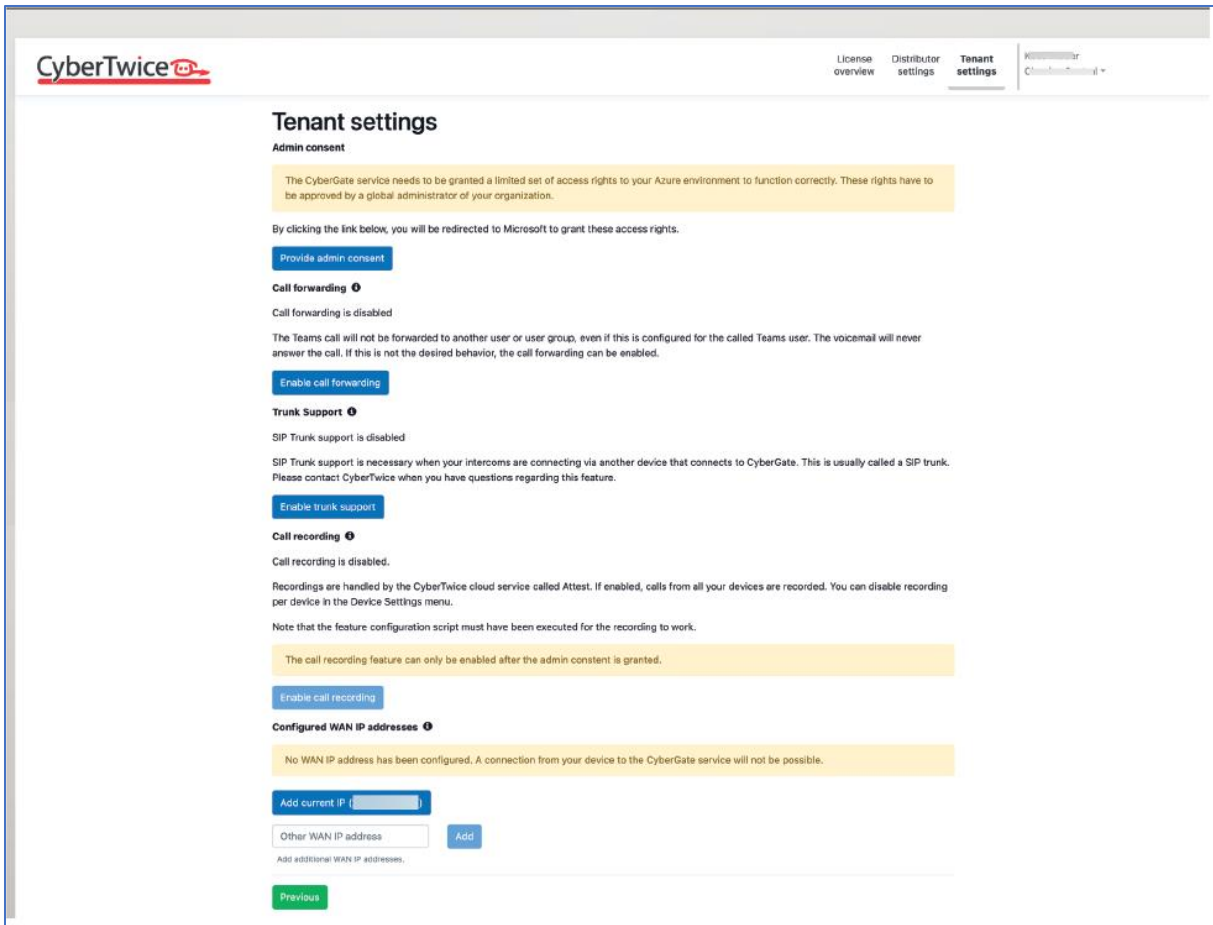 CyberTwice
License overview
Distributor settings
Tenant settings
Tenant settings
Admin consent
The CyberGate service needs to be granted a limited set of access rights to your Azure environment to function correctly. These rights have to
be approved by a global administrator of your organization.
By clicking the link below, you will be redirected to Microsoft to grant these access rights.
Provide admin consent
Call forwarding
Call forwarding is disabled
The Teams call will not be forwarded to another user or user group, even if this is configured for the called Teams user. The voicemail will never
answer the call. If this is not the desired behavior, the call forwarding can be enabled.
Enable call forwarding
Trunk Support
SIP Trunk support is disabled
SIP Trunk support is necessary when your intercoms are connecting via another device that connects to CyberGate. This is usually called a SIP trunk.
Please contact CyberTwice when you have questions regarding this feature.
Enable trunk support
Call recording
Call recording is disabled.
Recordings are handled by the CyberTwice cloud service called Attest. If enabled, calls from all your devices are recorded. You can disable recording
per device in the Device Settings menu.
Note that the feature configuration script must have been executed for the recording to work.
The call recording feature can only be enabled after the admin constent is granted.
Enable call recording
Configured WAN IP addresses
No WAN IP address has been configured. A connection from your device to the CyberGate service will not be possible.
Add current IP ( )
Other WAN IP address
Add
Add additional WAN IP addresses.
Previous